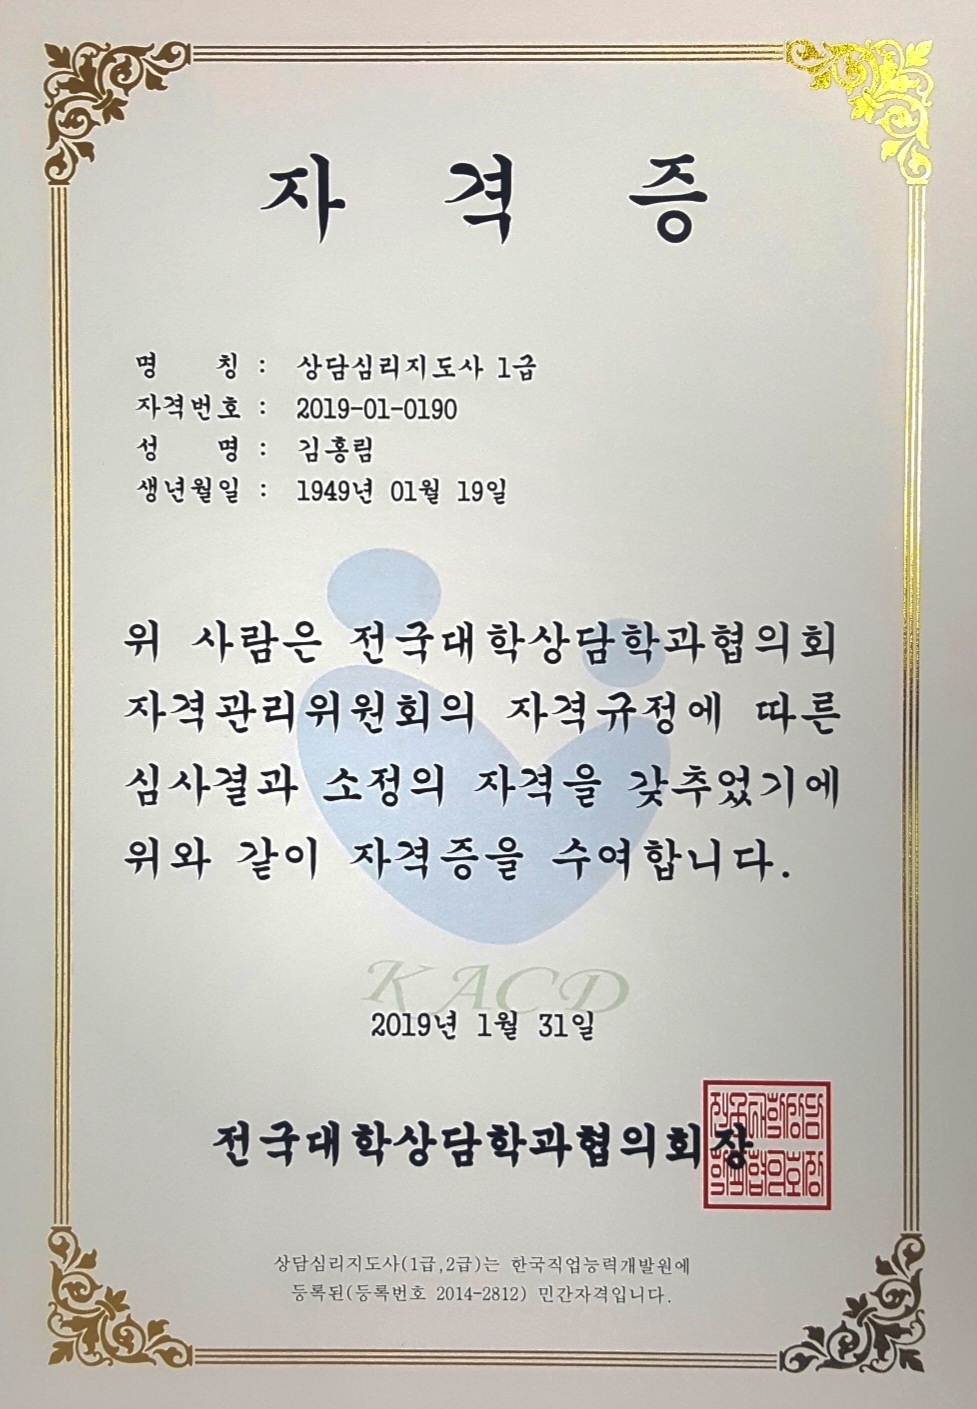 자 격 증
명 칭 : 상담심리지도사 1급
자격번호 : 2019-01-0190
성 명 : 김홍림
생년월일 : 1949년 01월 19일
위 사람은 전국대학상담학과협의회
자격관리위원회의 자격규정에 따른
심사결과 소정의 자격을 갖추었기에
위와 같이 자격증을 수여합니다.
KACD
2019년 1월 31일
전국대학상담학과협의회장
상담심리지도사(1급,2급)는 한국직업능력개발원에
등록된(등록번호 2014-2812) 민간자격입니다.